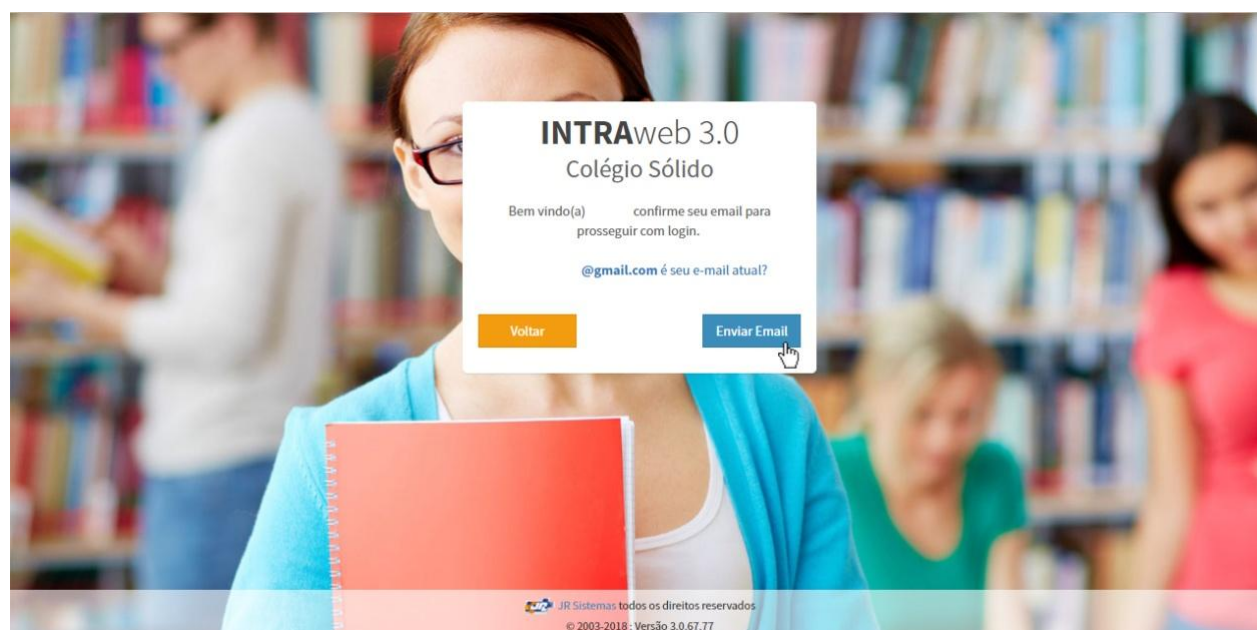 INTRAweb 3.0
Colégio Sólido
Bem vindo(a) confirme seu email para
prosseguir com login.
@gmail.com é seu e-mail atual?
Voltar
Enviar Email
JR Sistemas todos os direitos reservados
© 2003-2018 : Versão 3.0.67.77